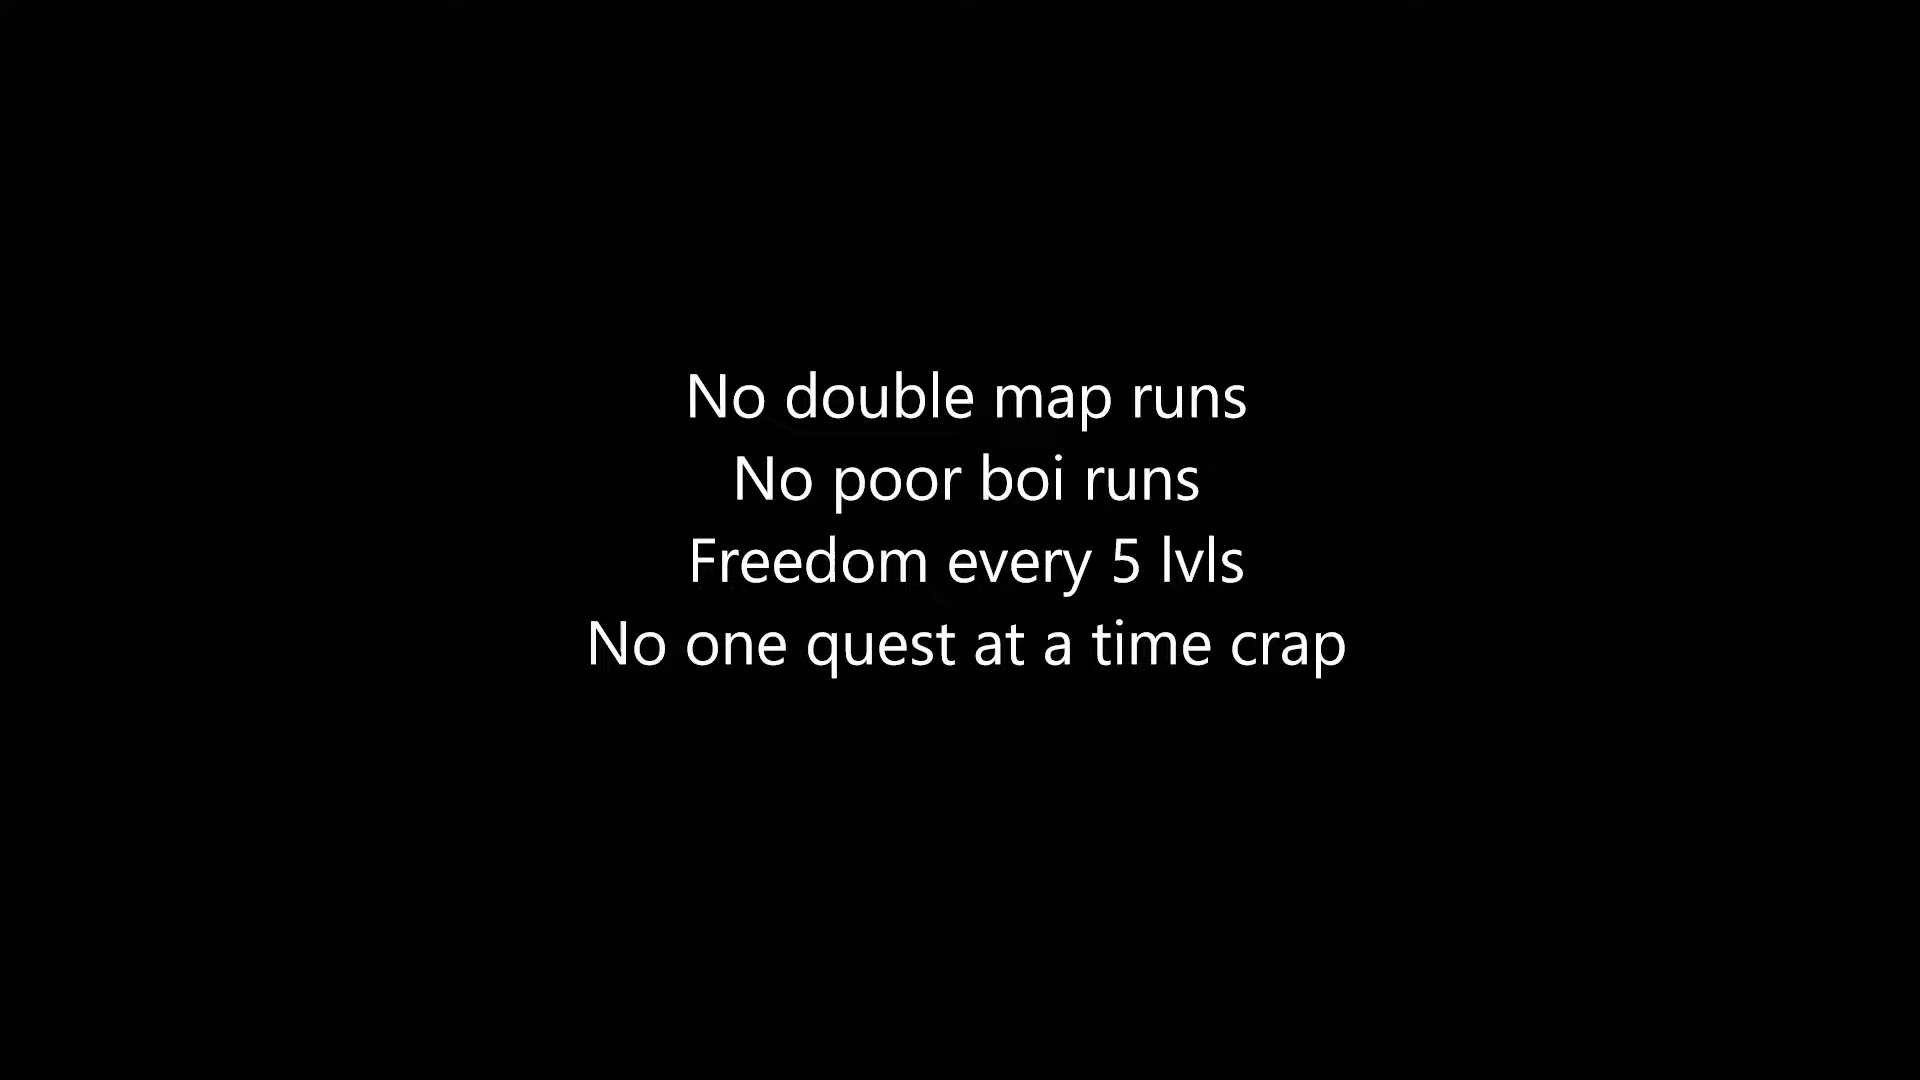 No double map runs
No poor boi runs
Freedom every 5 lvls
No one quest at a time crap